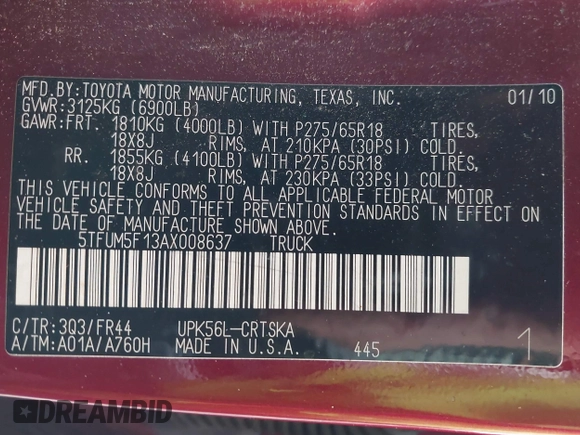 MFD.BY:TOYOTA MOTOR MANUFACTURING, TEXAS, INC. 01/10
GVWR:3125KG (6900LB)
GAWR:FRT. 1810KG (4000LB) WITH P275/65R18 TIRES,
18X8J RIMS, AT 210KPA (30PSI) COLD.
RR. 1855KG (4100LB) WITH P275/65R18 TIRES,
18X8J RIMS, AT 230KPA (33PSI) COLD.
THIS VEHICLE CONFORMS TO ALL APPLICABLE FEDERAL MOTOR
VEHICLE SAFETY AND THEFT PREVENTION STANDARDS IN EFFECT ON
THE DATE OF MANUFACTURE SHOWN ABOVE.
5TFUM5F13AX008637 TRUCK
C/TR:3Q3/FR44 UPK56L-CRTSKA
A/TM:A01A/A760H MADE IN U.S.A. 445 1
DREAMBID